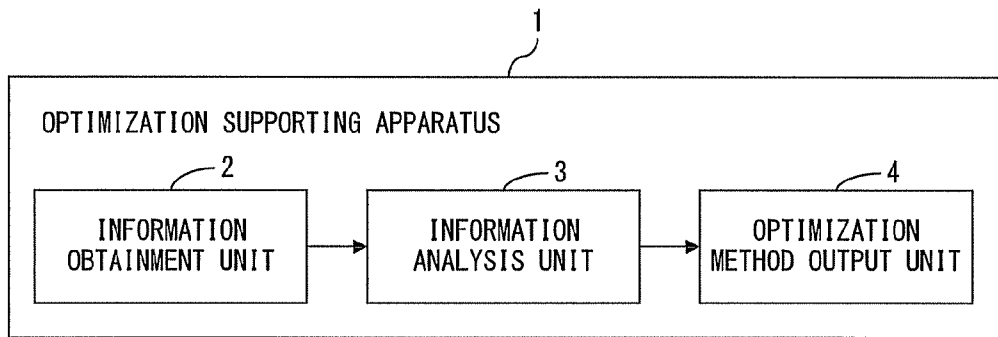 1
OPTIMIZATION SUPPORTING APPARATUS
2
3
4
INFORMATION
OBTAINMENT UNIT
INFORMATION
ANALYSIS UNIT
OPTIMIZATION
METHOD OUTPUT UNIT